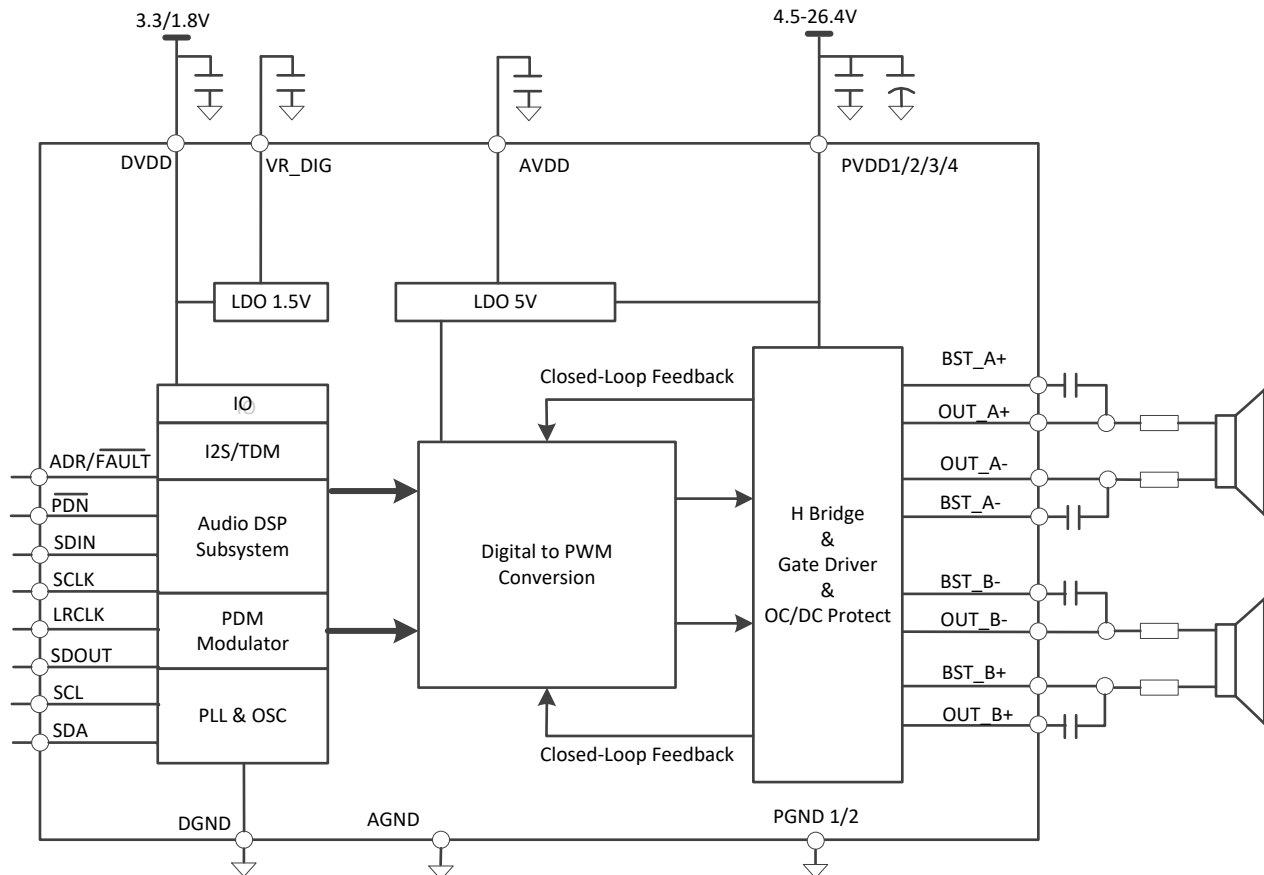 3.3/1.8V
4.5-26.4V
DVDD
VR_DIG
AVDD
PVDD1/2/3/4
LDO 1.5V
LDO 5V
IO
IO
I2S/TDM
Audio DSP
Subsystem
PDM
Modulator
PLL & OSC
ADR/FAULT
PDN
SDIN
SCLK
LRCLK
SDOUT
SCL
SDA
Closed-Loop Feedback
Digital to PWM
Conversion
Closed-Loop Feedback
H Bridge
&
Gate Driver
&
OC/DC Protect
BST_A+
OUT_A+
OUT_A-
BST_A-
BST_B-
OUT_B-
BST_B+
OUT_B+
DGND
AGND
PGND 1/2